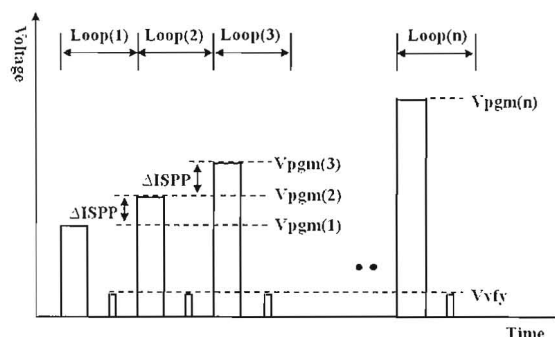 Voltage
Loop(1) Loop(2) Loop(3) Loop(n)
Vpgm(n)
Vpgm(3)
ΔISPP
Vpgm(2)
ΔISPP
Vpgm(1)
Vvfy
Time